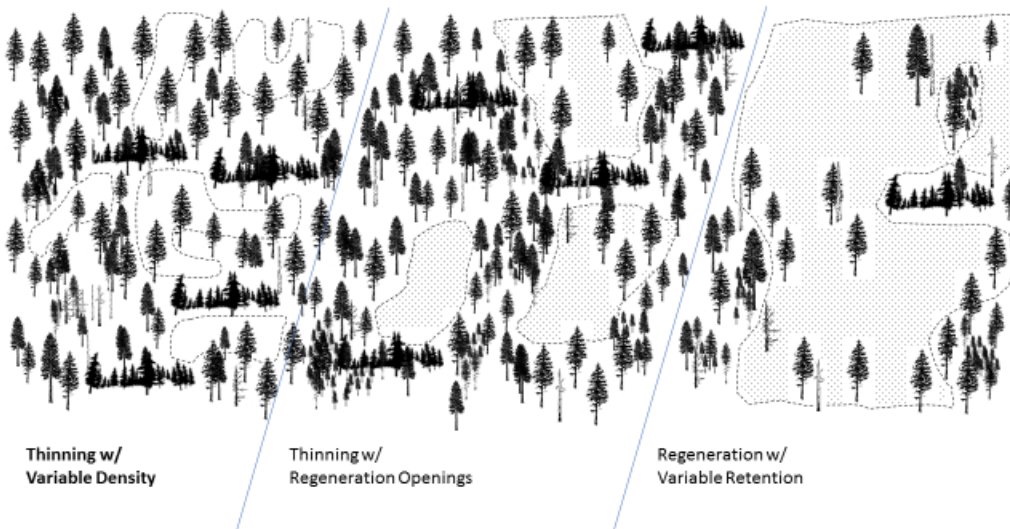 Thinning w/
Variable Density
Thinning w/
Regeneration Openings
Regeneration w/
Variable Retention